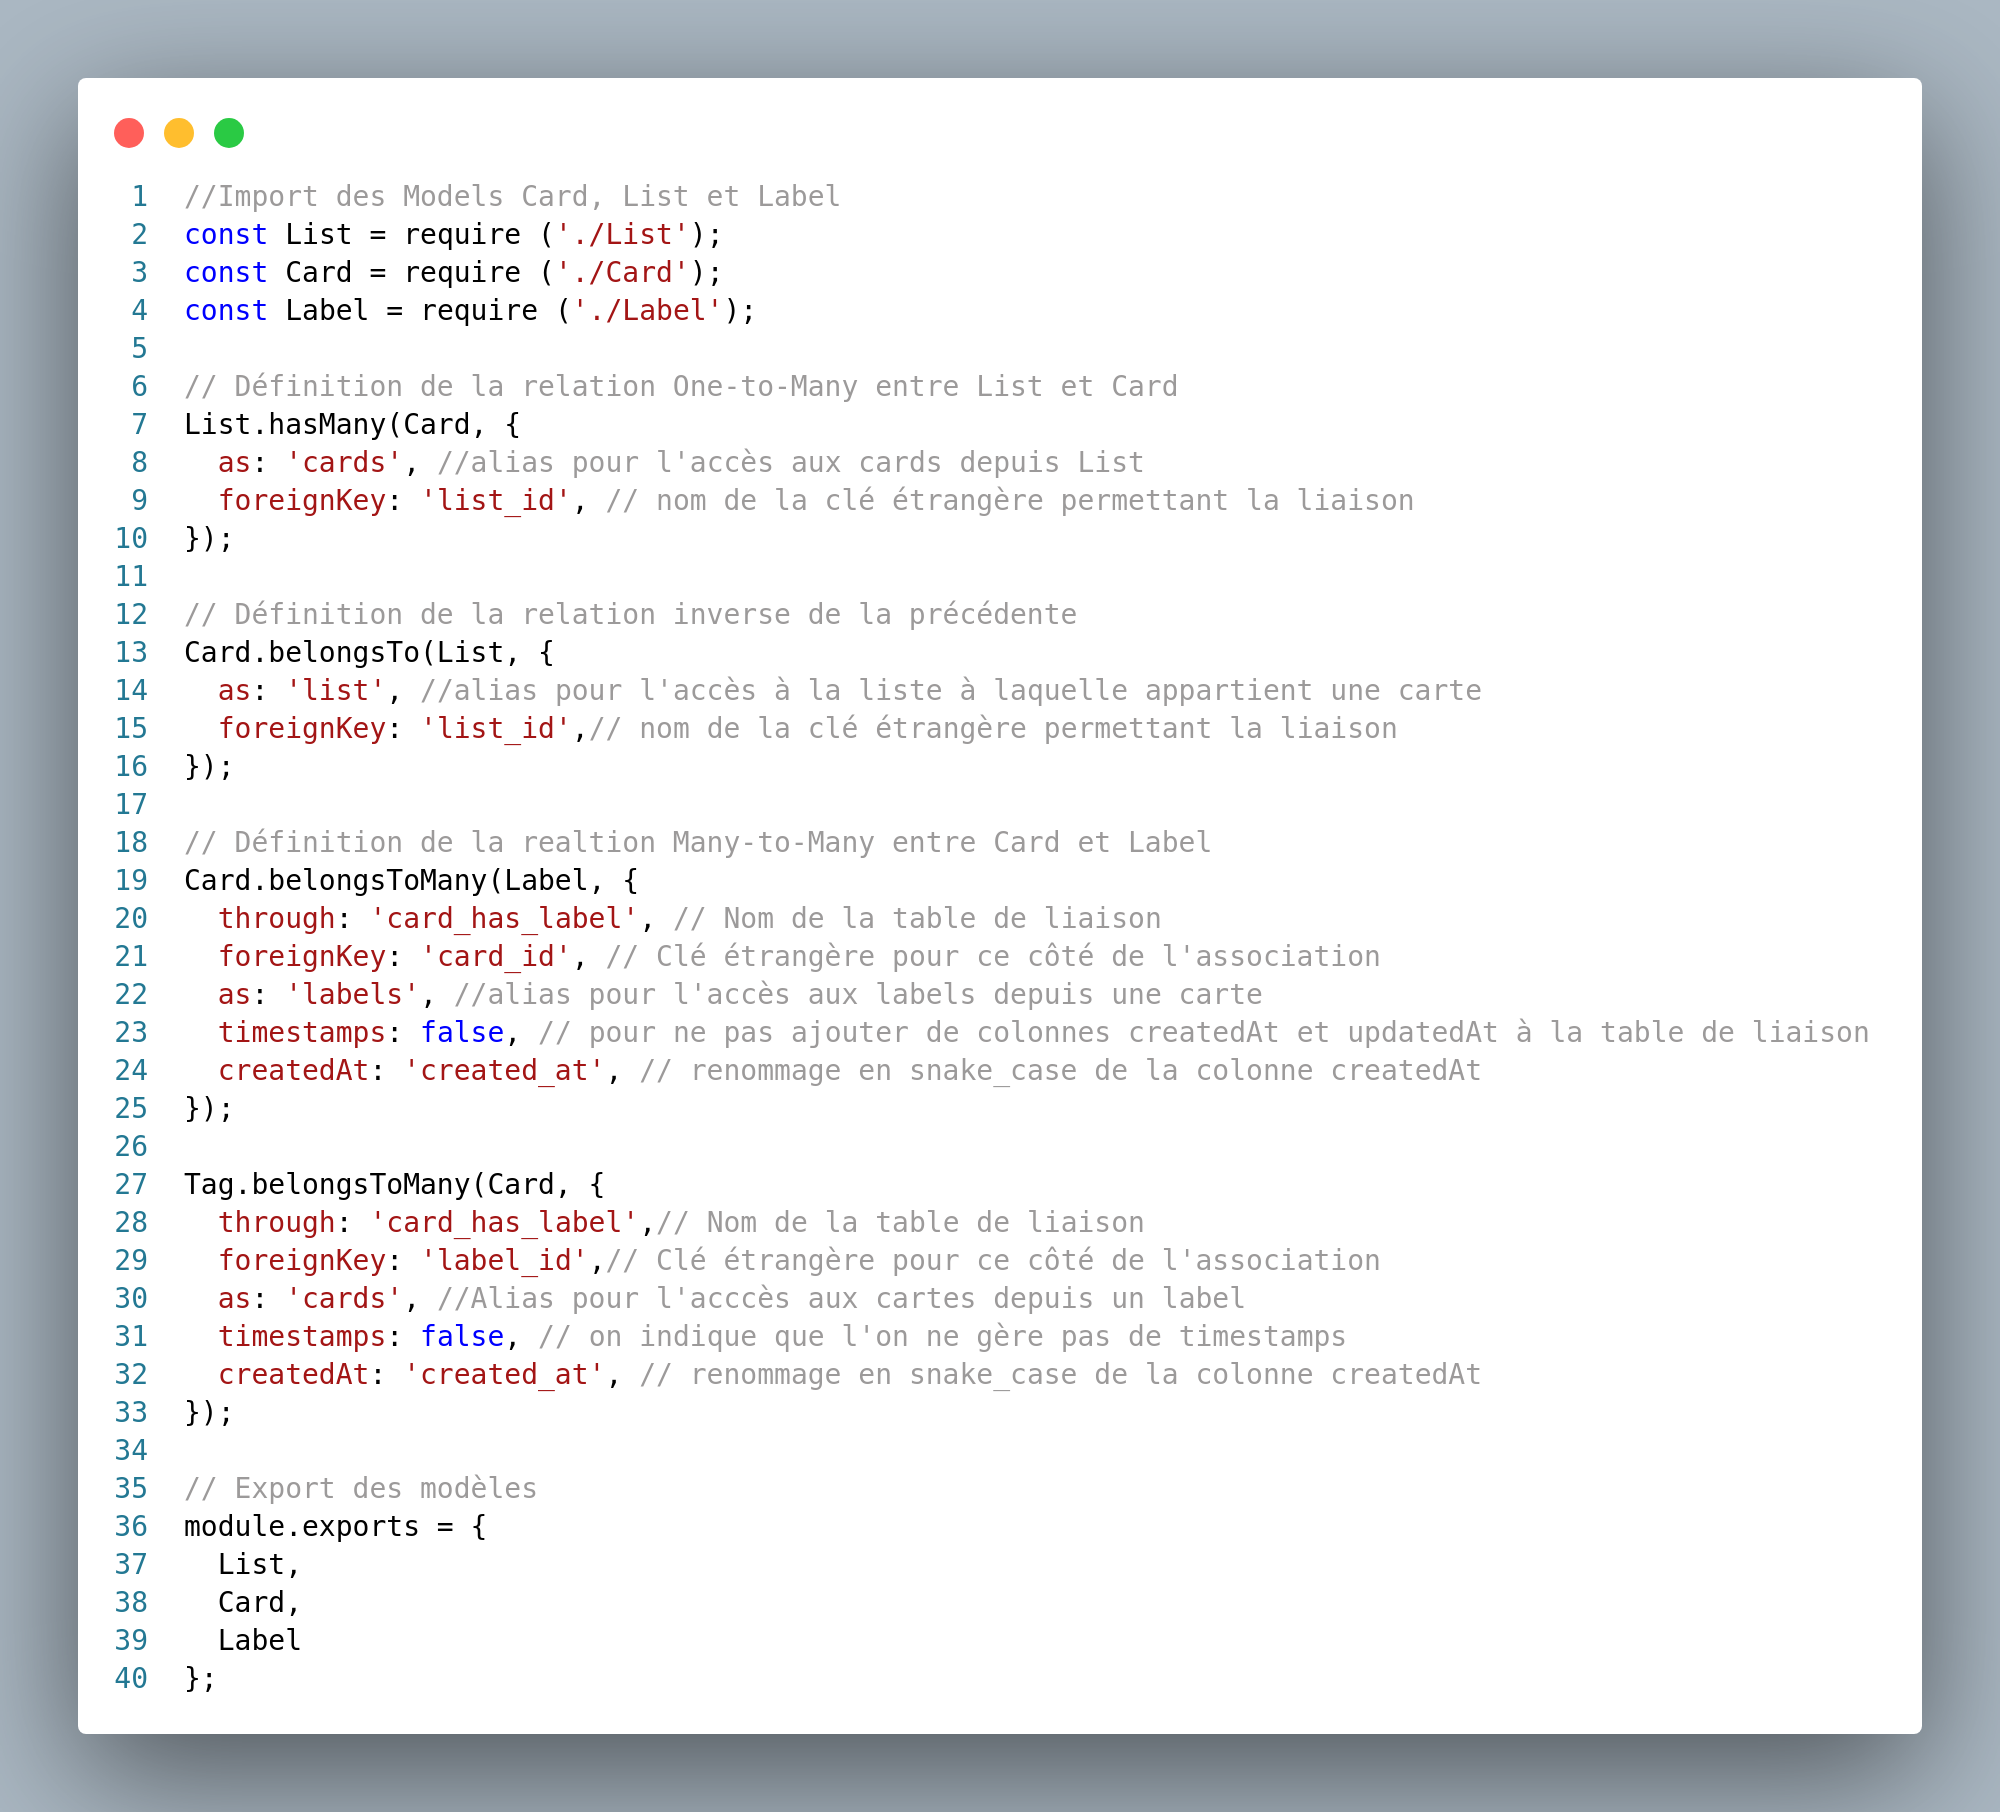 1 //Import des Models Card, List et Label
2 const List = require ('./List');
3 const Card = require ('./Card');
4 const Label = require ('./Label');
5
6 // Définition de la relation One-to-Many entre List et Card
7 List.hasMany(Card, {
8   as: 'cards', //alias pour l'accès aux cards depuis List
9   foreignKey: 'list_id', // nom de la clé étrangère permettant la liaison
10 });
11
12 // Définition de la relation inverse de la précédente
13 Card.belongsTo(List, {
14   as: 'list', //alias pour l'accès à la liste à laquelle appartient une carte
15   foreignKey: 'list_id',// nom de la clé étrangère permettant la liaison
16 });
17
18 // Définition de la realtion Many-to-Many entre Card et Label
19 Card.belongsToMany(Label, {
20   through: 'card_has_label', // Nom de la table de liaison
21   foreignKey: 'card_id', // Clé étrangère pour ce côté de l'association
22   as: 'labels', //alias pour l'accès aux labels depuis une carte
23   timestamps: false, // pour ne pas ajouter de colonnes createdAt et updatedAt à la table de liaison
24   createdAt: 'created_at', // renommage en snake_case de la colonne createdAt
25 });
26
27 Tag.belongsToMany(Card, {
28   through: 'card_has_label',// Nom de la table de liaison
29   foreignKey: 'label_id',// Clé étrangère pour ce côté de l'association
30   as: 'cards', //Alias pour l'acccès aux cartes depuis un label
31   timestamps: false, // on indique que l'on ne gère pas de timestamps
32   createdAt: 'created_at', // renommage en snake_case de la colonne createdAt
33 });
34
35 // Export des modèles
36 module.exports = {
37   List,
38   Card,
39   Label
40 };